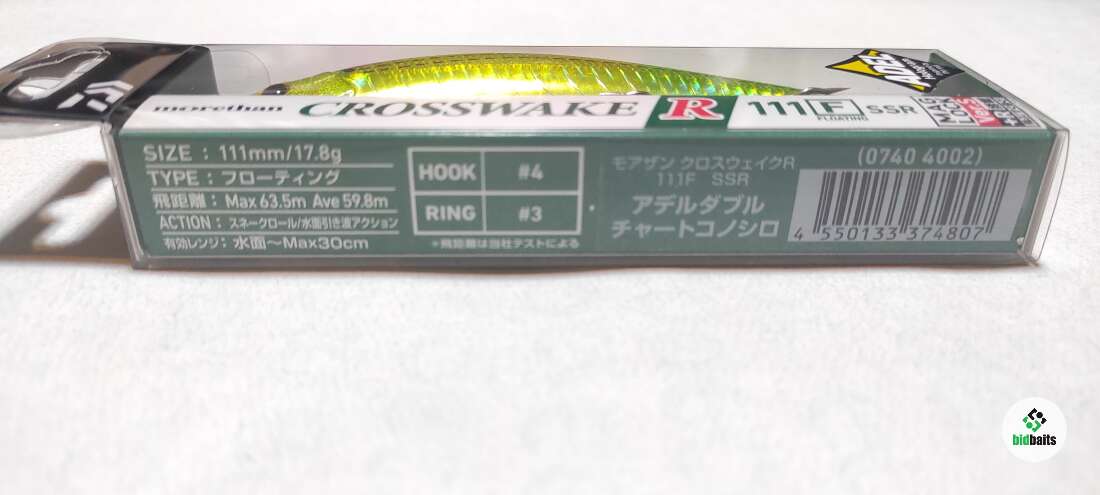 ADEL
morethan CROSSWAKE R 111 F SSR
FLOATING
SIZE : 111mm/17.8g
TYPE : フローティング
飛距離 : Max 63.5m Ave 59.8m
ACTION : スネークロール/水面引き波アクション
有効レンジ : 水面〜Max30cm
HOOK #4
RING #3
*飛距離は当社テストによる
モアザン クロスウェイクR
111F SSR
アデルダブル
チャートコノシロ
(0740 4002)
4 550133 374807
bidbaits